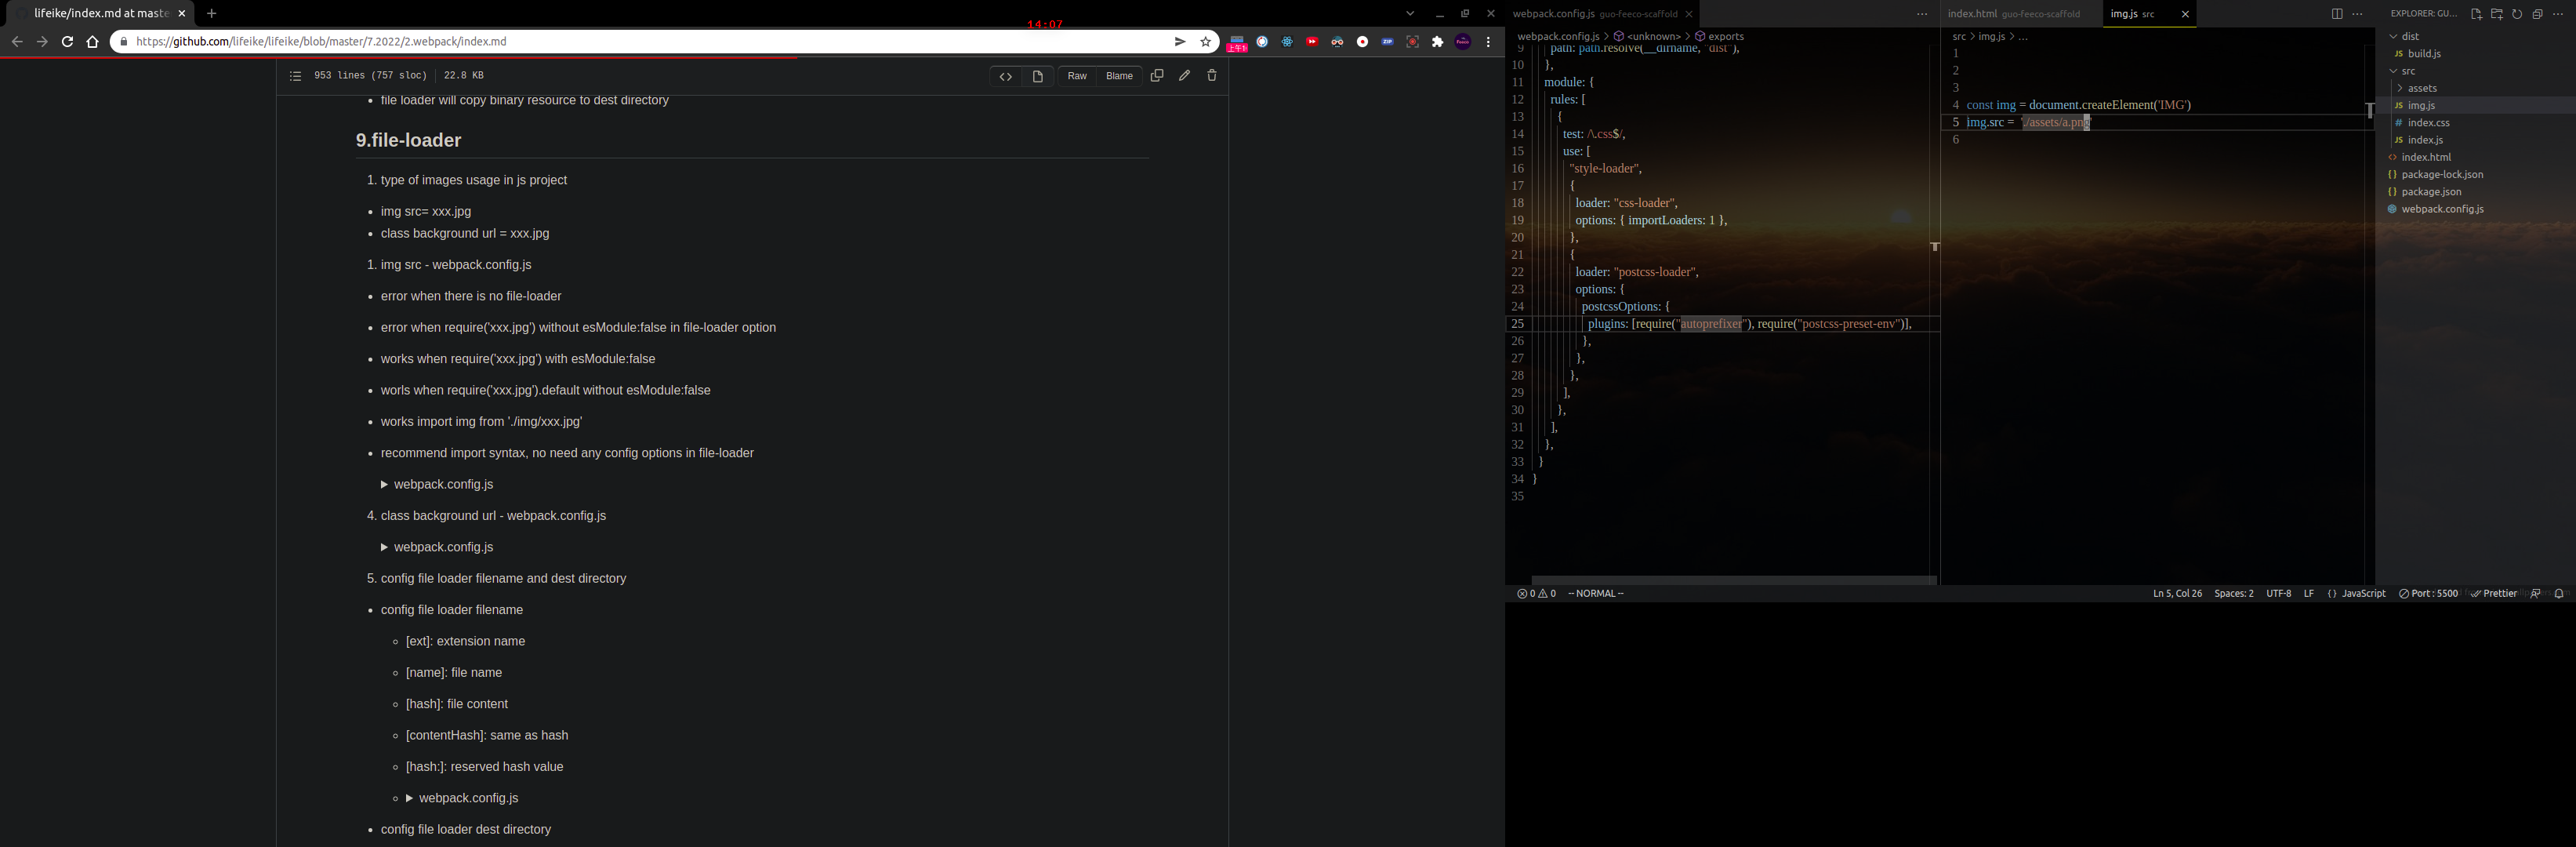 lifeike/index.md at maste
14:07
https://github.com/lifeike/lifeike/blob/master/7.2022/2.webpack/index.md
953 lines (757 sloc) 22.8 KB
Raw Blame
file loader will copy binary resource to dest directory
9.file-loader
1. type of images usage in js project
img src= xxx.jpg
class background url = xxx.jpg
1. img src - webpack.config.js
error when there is no file-loader
error when require('xxx.jpg') without esModule:false in file-loader option
works when require('xxx.jpg') with esModule:false
worls when require('xxx.jpg').default without esModule:false
works import img from './img/xxx.jpg'
recommend import syntax, no need any config options in file-loader
webpack.config.js
4. class background url - webpack.config.js
webpack.config.js
5. config file loader filename and dest directory
config file loader filename
[ext]: extension name
[name]: file name
[hash]: file content
[contentHash]: same as hash
[hash:]: reserved hash value
webpack.config.js
config file loader dest directory
webpack.config.js guo-feeco-scaffold
webpack.config.js > <unknown> > exports
9 path: path.resolve(__dirname, "dist"),
10 },
11 module: {
12 rules: [
13 {
14 test: /\.css$/,
15 use: [
16 "style-loader",
17 {
18 loader: "css-loader",
19 options: { importLoaders: 1 },
20 },
21 {
22 loader: "postcss-loader",
23 options: {
24 postcssOptions: {
25 plugins: [require("autoprefixer"), require("postcss-preset-env")],
26 },
27 },
28 },
29 ],
30 },
31 ],
32 },
33 }
34 }
35
index.html guo-feeco-scaffold
img.js src
src > img.js > ...
1
2
3
4 const img = document.createElement('IMG')
5 img.src = './assets/a.png'
6
EXPLORER: GU...
dist
JS build.js
src
assets
JS img.js
# index.css
JS index.js
<> index.html
{} package-lock.json
{} package.json
webpack.config.js
0 0 -- NORMAL --
Ln 5, Col 26 Spaces: 2 UTF-8 LF {} JavaScript Port : 5500 Prettier